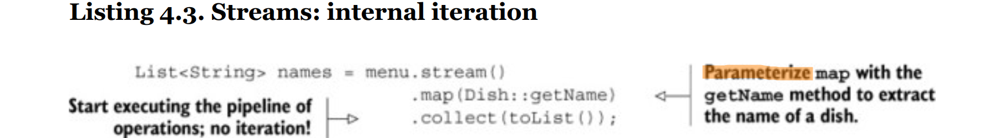 Listing 4.3. Streams: internal iteration
List<String> names = menu.stream()
.map(Dish::getName)
.collect(toList());
Parameterize map with the
getName method to extract
the name of a dish.
Start executing the pipeline of
operations; no iteration!